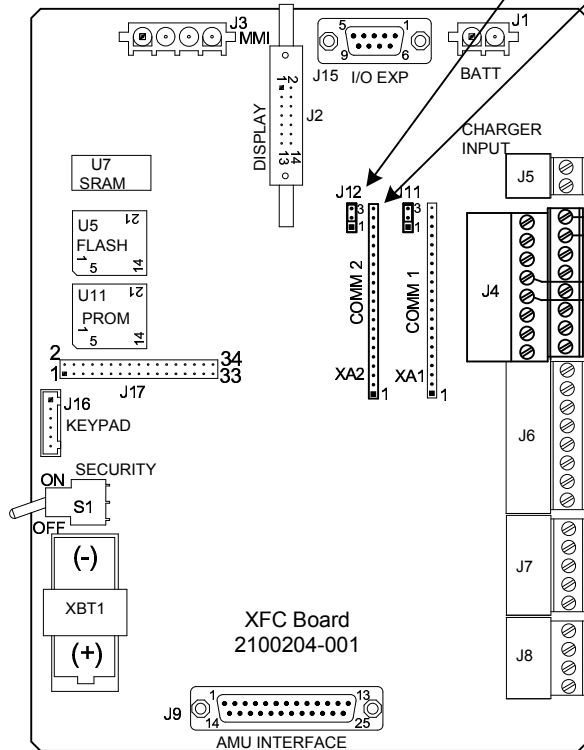 J3
MMI
5
1
9
6
J15
I/O EXP
J1
BATT
1
2
13
14
DISPLAY
J2
CHARGER
INPUT
J5
U7
SRAM
J12
3
1
J11
3
1
U5
FLASH
21
1
5
14
U11
PROM
21
1
5
14
COMM 2
COMM 1
J4
2
34
1
33
J17
XA2
1
XA1
1
J16
KEYPAD
J6
SECURITY
ON
S1
OFF
(-)
XBT1
(+)
J7
XFC Board
2100204-001
J8
J9
1
13
14
25
AMU INTERFACE